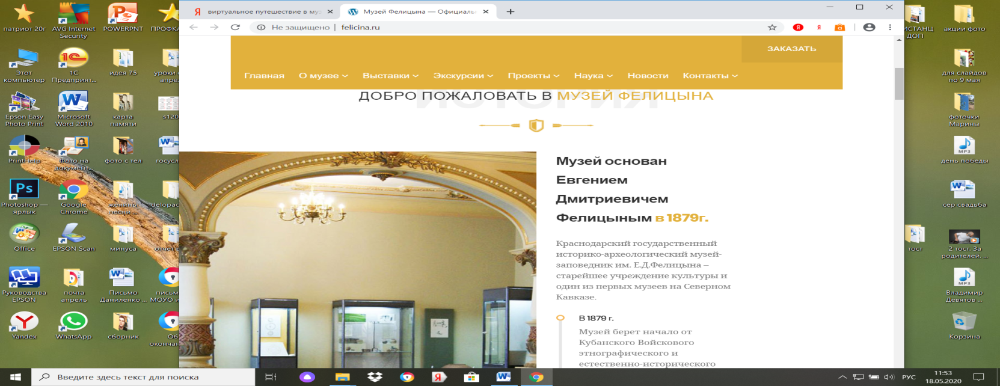 виртуальное путешествие в муз
Музей Фелицына — Официаль
Не защищено | felicina.ru
ЗАКАЗАТЬ
Главная О музее Выставки Экскурсии Проекты Наука Новости Контакты
ИСТОРИЯ
ДОБРО ПОЖАЛОВАТЬ В МУЗЕЙ ФЕЛИЦЫНА
Музей основан
Евгением
Дмитриевичем
Фелицыным в 1879г.
Краснодарский государственный
историко-археологический музей-
заповедник им. Е.Д.Фелицына –
старейшее учреждение культуры и
один из первых музеев на Северном
Кавказе.
В 1879 г.
Музей берет начало от
Кубанского Войскового
этнографического и
естественно-исторического
патриот 20г
AVG Internet
Security
POWERPNT
ПРОФКА
Этот
компьютер
1С
Предприят...
идея 75
уроки
апре
Epson Easy
Photo Print
Microsoft
Word 2010
карта
памяти
s120
PrintHelp
Фото на
документ...
фото с тел
госусл
Photoshop —
ярлык
Google
Chrome
женины
песни ...
delopac
Office
EPSON Scan
минуса
отчет
Руководства
EPSON
почта
апрель
Письмо
Даниленко ...
письм
МОУО и
Yandex
WhatsApp
сборник
Об
окончан
ИСТАНЦ
ДОП
акции фото
для слайдов
по 9 мая
фоточки
Марины
MP3
день победы
сер свадьба
тост
2 тост. За
родителей. ...
MP3
Владимир
Девятов ...
Корзина
Введите здесь текст для поиска
РУС
11:53
18.05.2020